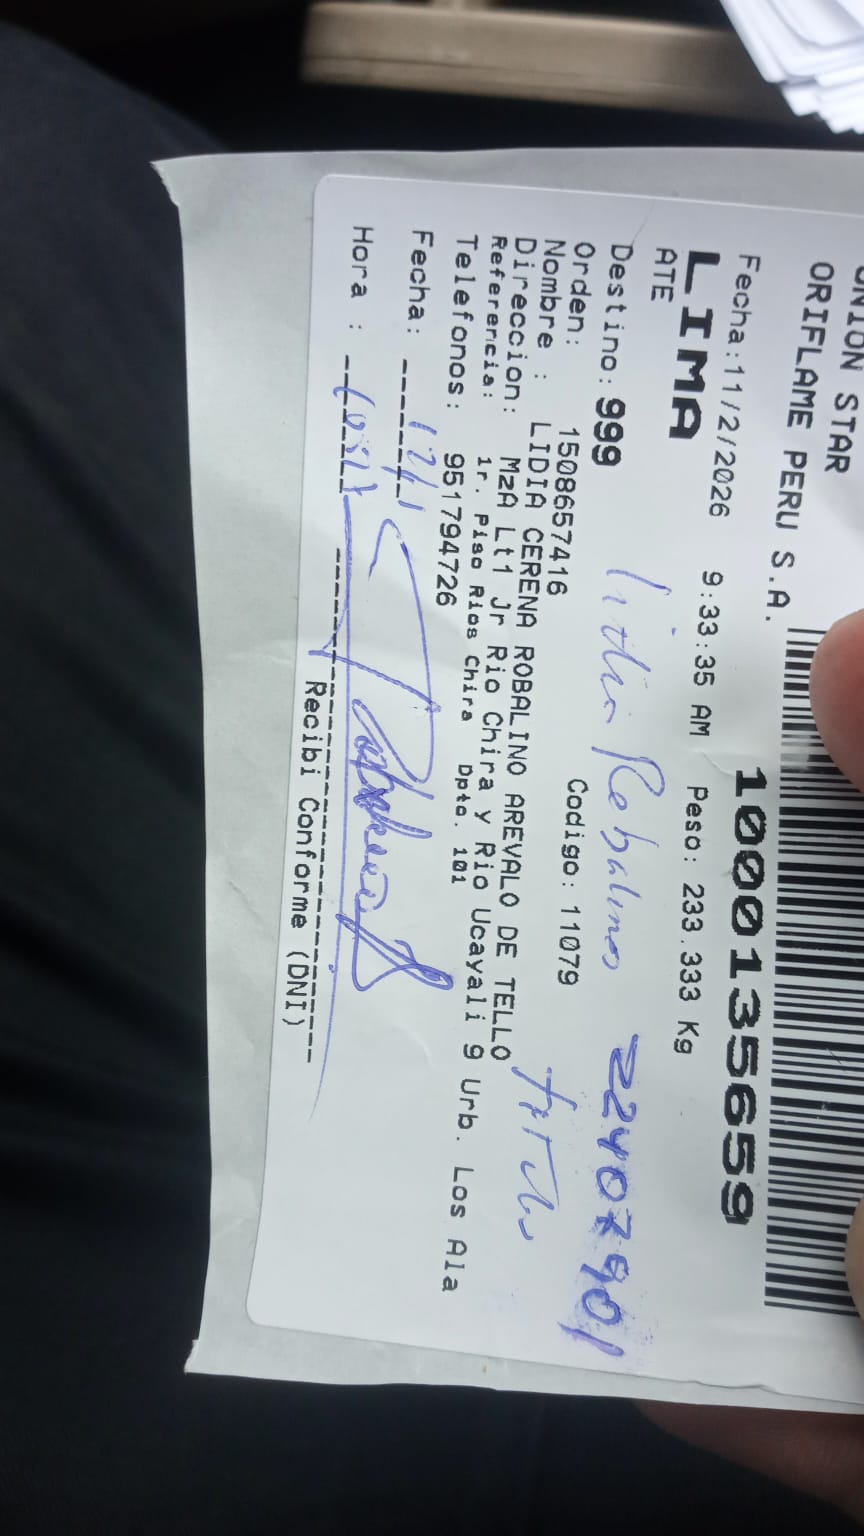 UNION STAR
ORIFLAME PERU S.A.
10001356659
Fecha:11/2/2026 9:33:35 AM Peso: 233.333 Kg
LIMA
ATE
Destino: 999
Lidia Robalino
Orden: 1508657416 Codigo: 11079
Nombre : LIDIA CERENA ROBALINO AREVALO DE TELLO
Direccion: MzA Lt1 Jr Rio Chira y Rio Ucayali 9 Urb. Los Ala
Referencia: 1r. Piso Rios Chira Dpto. 101
Telefonos: 951794726
Fecha:
Hora :
Recibi Conforme (DNI)